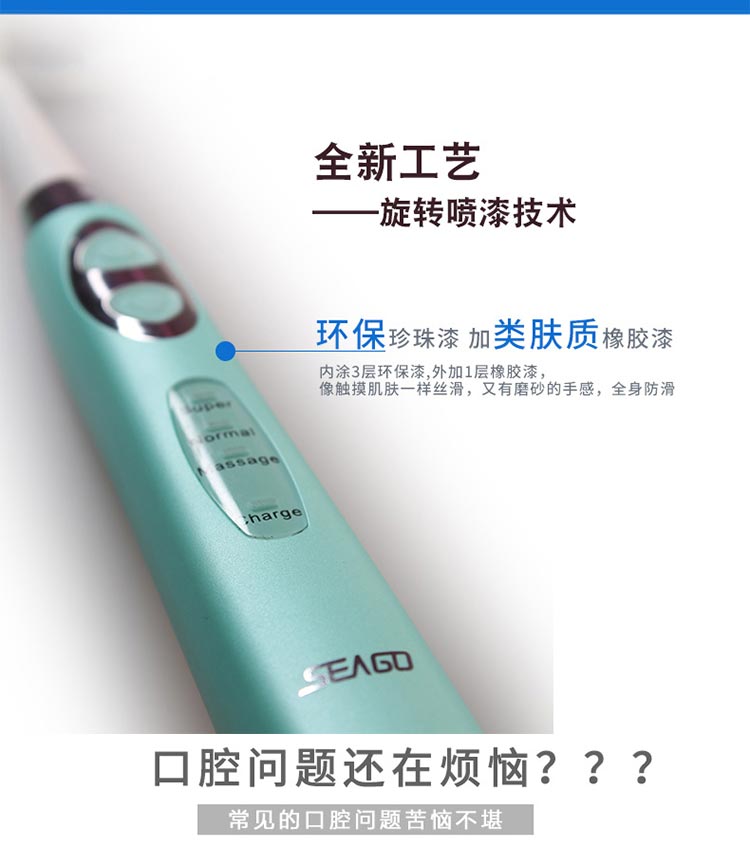 全新工艺
——旋转喷漆技术
环保珍珠漆 加类肤质橡胶漆
内涂3层环保漆,外加1层橡胶漆，
像触摸肌肤一样丝滑，又有磨砂的手感，全身防滑
Super
Normal
Massage
Charge
SEAGO
口腔问题还在烦恼？？？
常见的口腔问题苦恼不堪